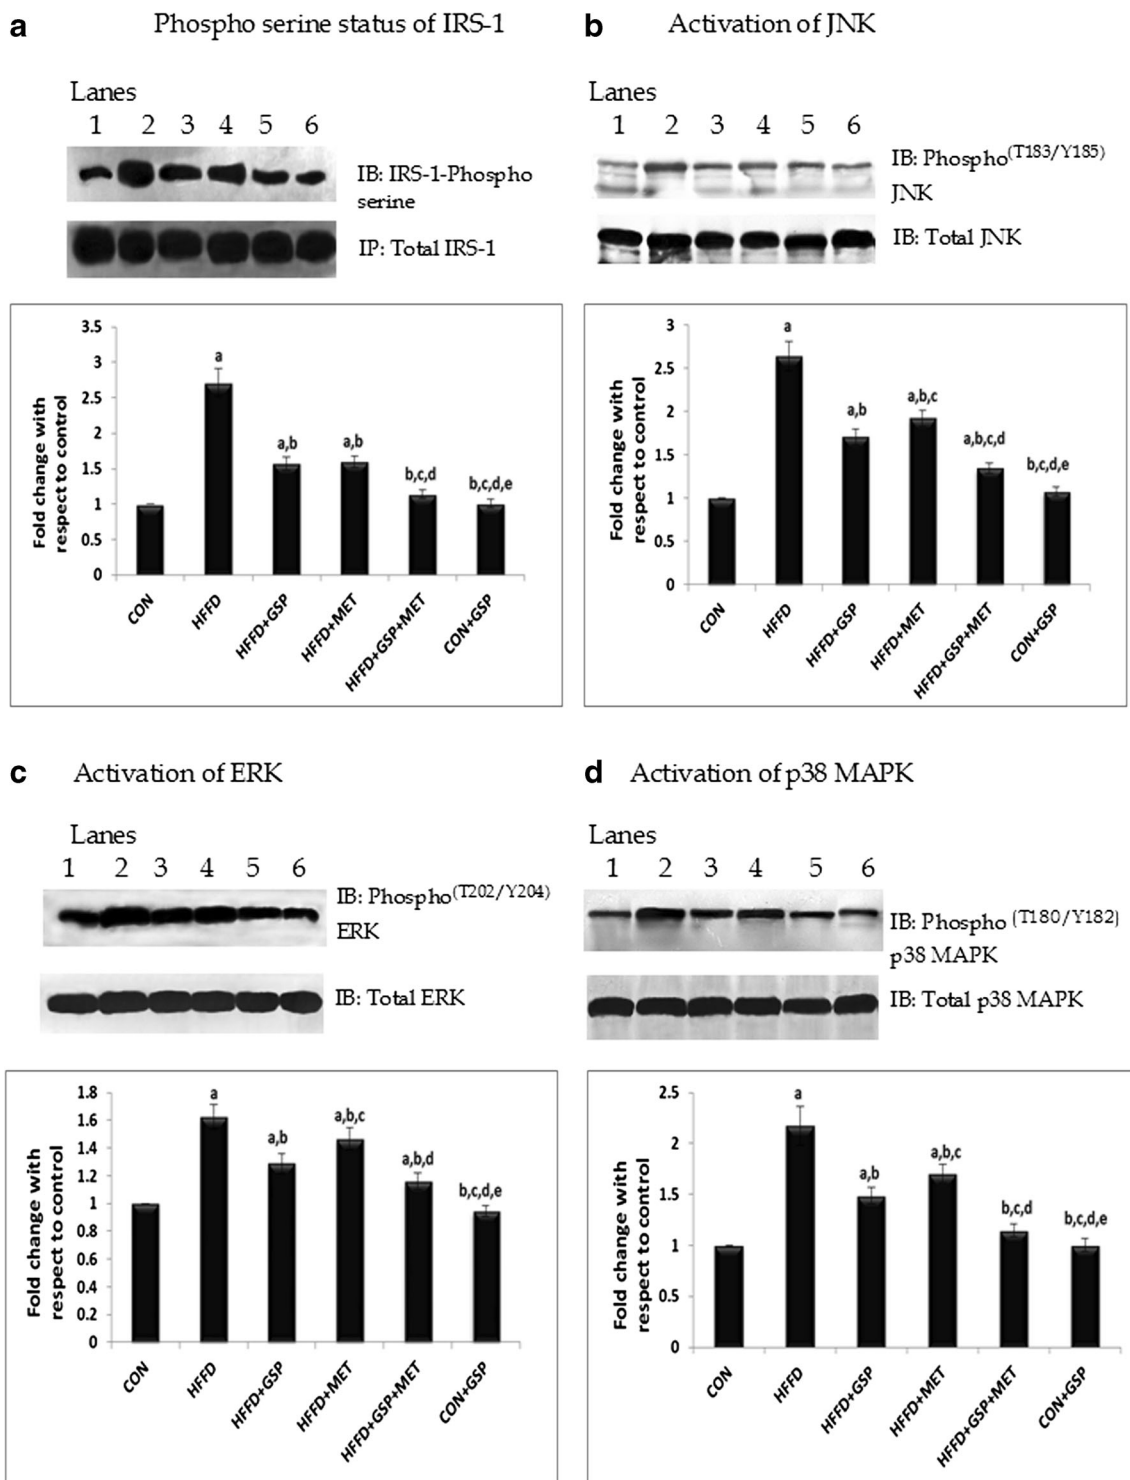 a Phospho serine status of IRS-1
Lanes
1 2 3 4 5 6
IB: IRS-1-Phospho
serine
IP: Total IRS-1
3.5
3
2.5
2
1.5
1
0.5
0
Fold change with
respect to control
a
a,b
a,b
b,c,d
b,c,d,e
CON
HFFD
HFFD+GSP
HFFD+MET
HFFD+GSP+MET
CON+GSP
b Activation of JNK
Lanes
1 2 3 4 5 6
IB: Phospho(T183/Y185)
JNK
IB: Total JNK
3
2.5
2
1.5
1
0.5
0
Fold change with
respect to control
a
a,b
a,b,c
a,b,c,d
b,c,d,e
CON
HFFD
HFFD+GSP
HFFD+MET
HFFD+GSP+MET
CON+GSP
c Activation of ERK
Lanes
1 2 3 4 5 6
IB: Phospho(T202/Y204)
ERK
IB: Total ERK
1.8
1.6
1.4
1.2
1
0.8
0.6
0.4
0.2
0
Fold change with
respect to control
a
a,b
a,b,c
a,b,d
b,c,d,e
CON
HFFD
HFFD+GSP
HFFD+MET
HFFD+GSP+MET
CON+GSP
d Activation of p38 MAPK
Lanes
1 2 3 4 5 6
IB: Phospho (T180/Y182)
p38 MAPK
IB: Total p38 MAPK
2.5
2
1.5
1
0.5
0
Fold change with
respect to control
a
a,b
a,b,c
b,c,d
b,c,d,e
CON
HFFD
HFFD+GSP
HFFD+MET
HFFD+GSP+MET
CON+GSP